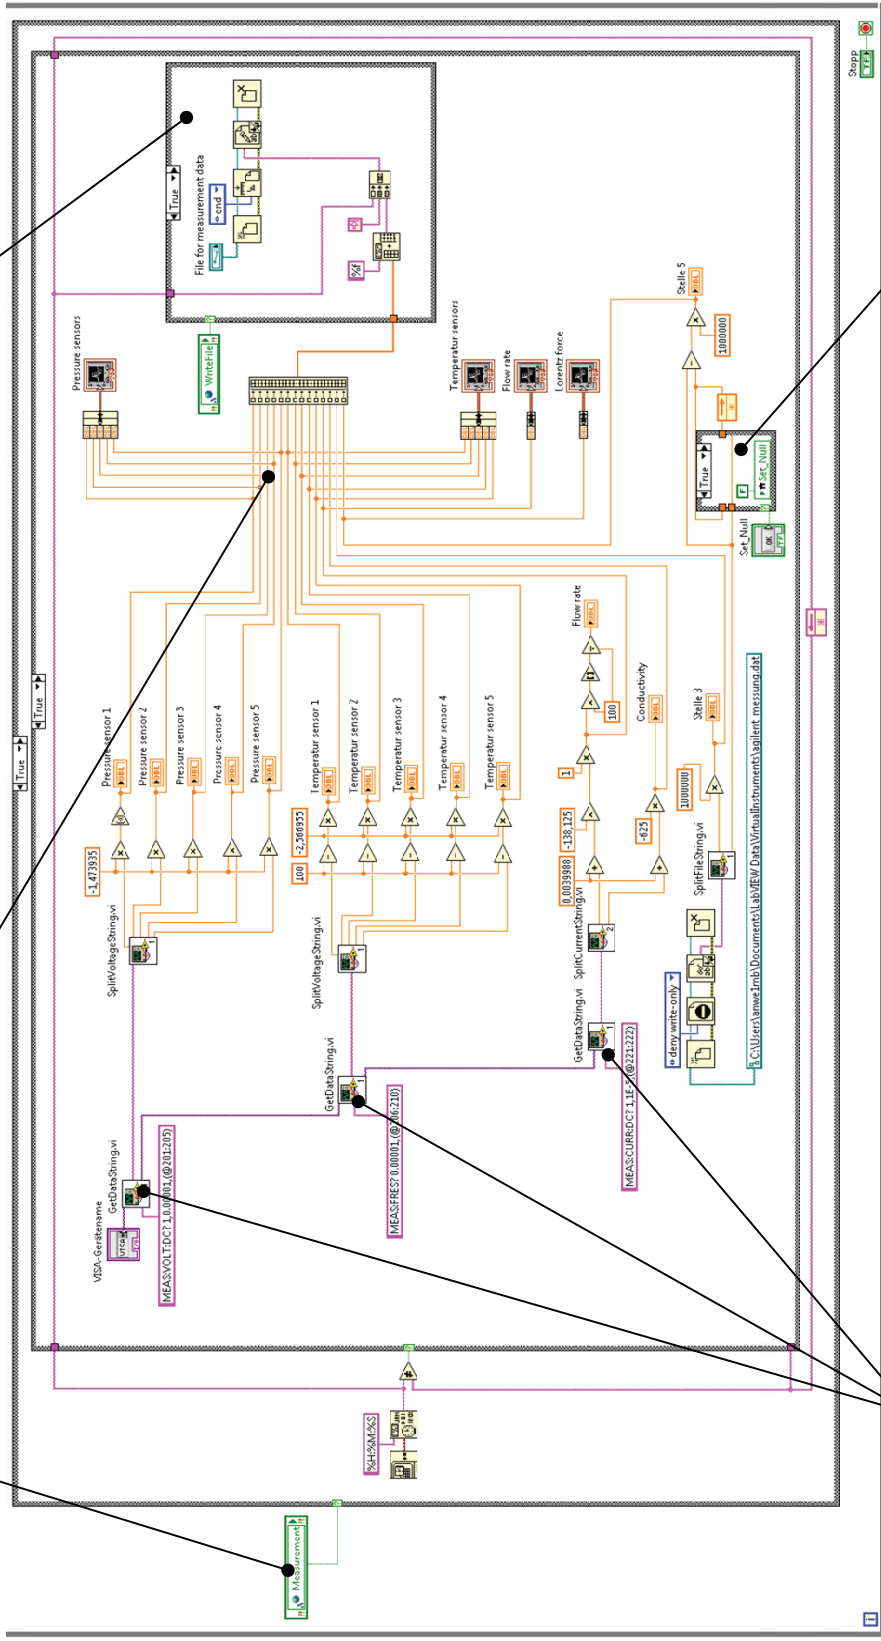 Measurement
%H:%M:%S
True
True
VISA-Gerätename
GetDataString.vi
MEAS:VOLT:DC? 1,0.00001,(@201:205)
GetDataString.vi
MEAS:FRES? 0.00001,(@206:210)
GetDataString.vi
MEAS:CURR:DC? 1,1E-5,(@221:222)
SplitVoltageString.vi
SplitVoltageString.vi
SplitCurrentString.vi
SplitFileString.vi
deny write-only
C:\Users\anwe1mb\Documents\LabVIEW Data\VirtualInstruments\agilent_messung.dat
-1,473935
Pressure sensor 1
Pressure sensor 2
Pressure sensor 3
Pressure sensor 4
Pressure sensor 5
100
-2,566955
Temperatur sensor 1
Temperatur sensor 2
Temperatur sensor 3
Temperatur sensor 4
Temperatur sensor 5
0,0039988
-138,125
1
100
Flow rate
-625
Conductivity
1000000
Stelle 3
Pressure sensors
Temperatur sensors
Flow rate
Lorentz force
WriteFile
True
File for measurement data
end
%f
Set_Null
OK
True
F
Set_Null
1000000
Stelle 5
Stopp
TF
i